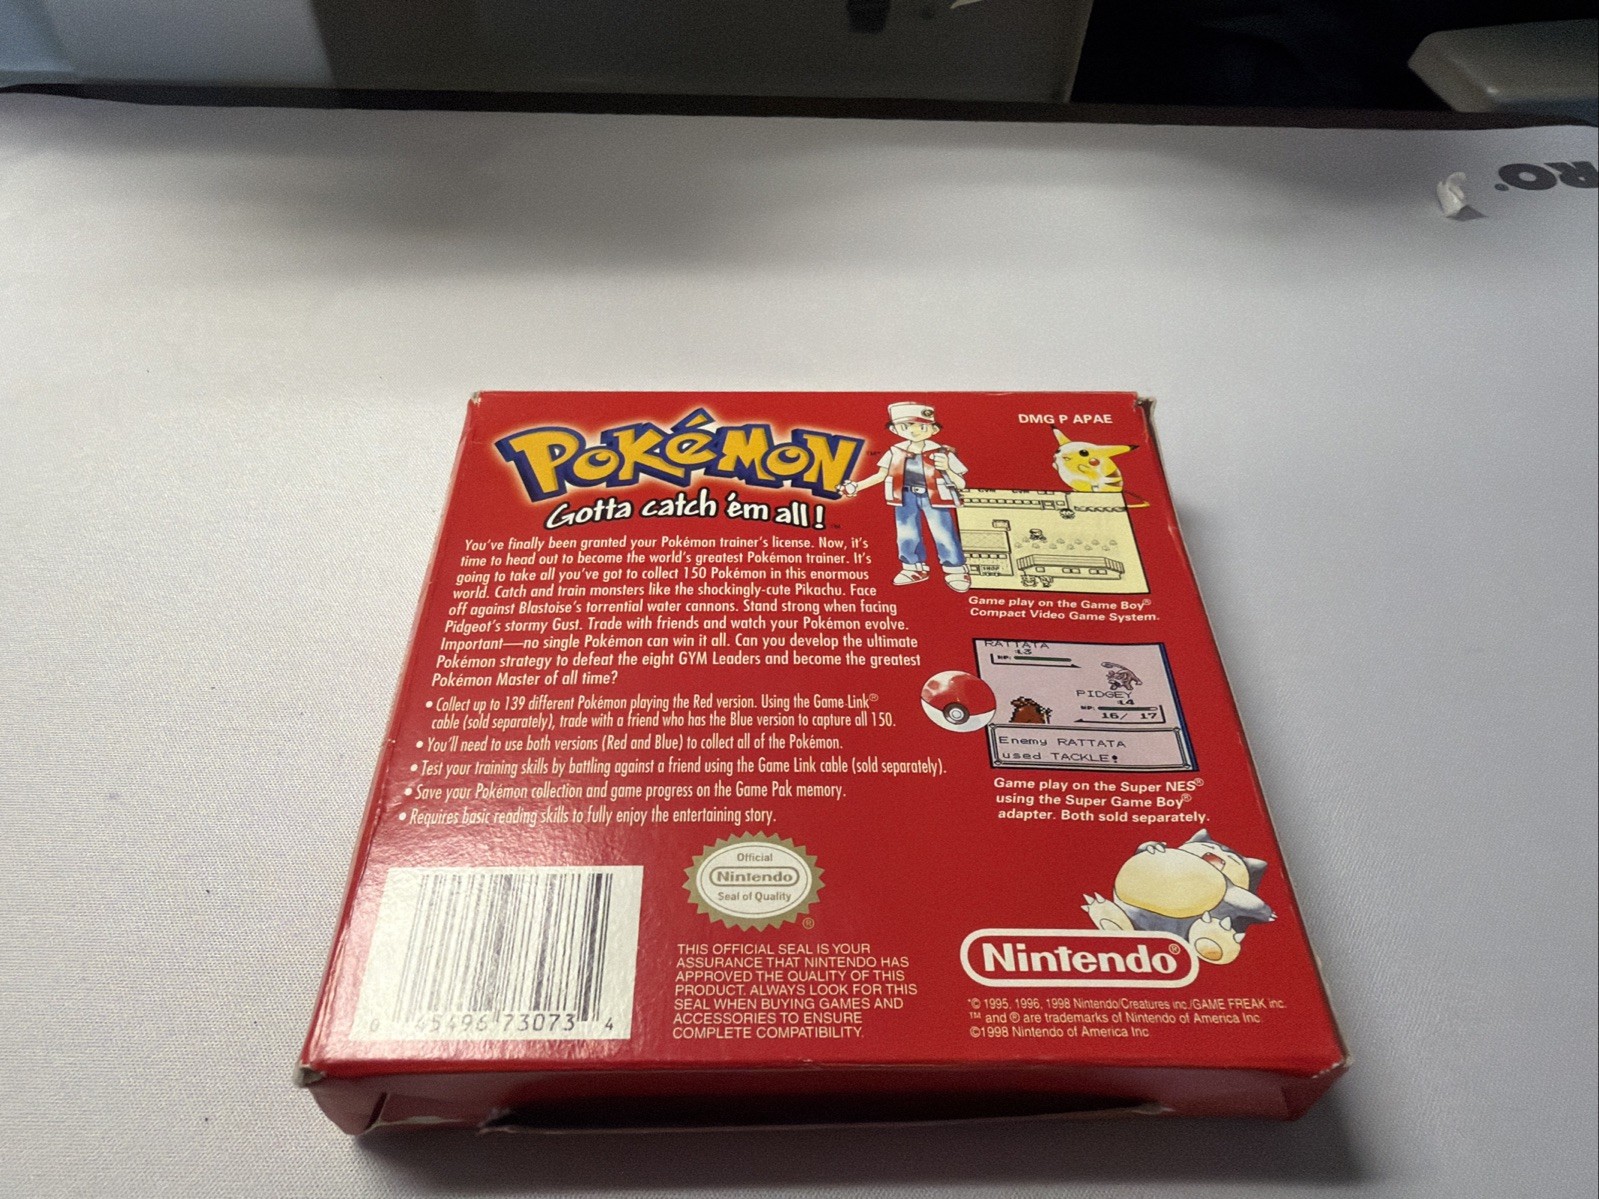 RO®
POKéMON™
Gotta catch 'em all!™
DMG P APAE
You've finally been granted your Pokémon trainer's license. Now, it's
time to head out to become the world's greatest Pokémon trainer. It's
going to take all you've got to collect 150 Pokémon in this enormous
world. Catch and train monsters like the shockingly-cute Pikachu. Face
off against Blastoise's torrential water cannons. Stand strong when facing
Pidgeot's stormy Gust. Trade with friends and watch your Pokémon evolve.
Important—no single Pokémon can win it all. Can you develop the ultimate
Pokémon strategy to defeat the eight GYM Leaders and become the greatest
Pokémon Master of all time?
• Collect up to 139 different Pokémon playing the Red version. Using the Game Link®
cable (sold separately), trade with a friend who has the Blue version to capture all 150.
• You'll need to use both versions (Red and Blue) to collect all of the Pokémon.
• Test your training skills by battling against a friend using the Game Link cable (sold separately).
• Save your Pokémon collection and game progress on the Game Pak memory.
• Requires basic reading skills to fully enjoy the entertaining story.
Game play on the Game Boy®
Compact Video Game System.
RATTATA
:L3
HP:
PIDGEY
:L4
HP:
16/ 17
Enemy RATTATA
used TACKLE!
Game play on the Super NES®
using the Super Game Boy®
adapter. Both sold separately.
0 45496 73073 4
Official
Nintendo
Seal of Quality
®
THIS OFFICIAL SEAL IS YOUR
ASSURANCE THAT NINTENDO HAS
APPROVED THE QUALITY OF THIS
PRODUCT. ALWAYS LOOK FOR THIS
SEAL WHEN BUYING GAMES AND
ACCESSORIES TO ENSURE
COMPLETE COMPATIBILITY.
Nintendo®
© 1995, 1996, 1998 Nintendo/Creatures inc./GAME FREAK inc.
™ and ® are trademarks of Nintendo of America Inc.
©1998 Nintendo of America Inc.